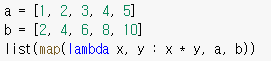 a = [1, 2, 3, 4, 5]
b = [2, 4, 6, 8, 10]
list(map(lambda x, y : x * y, a, b))